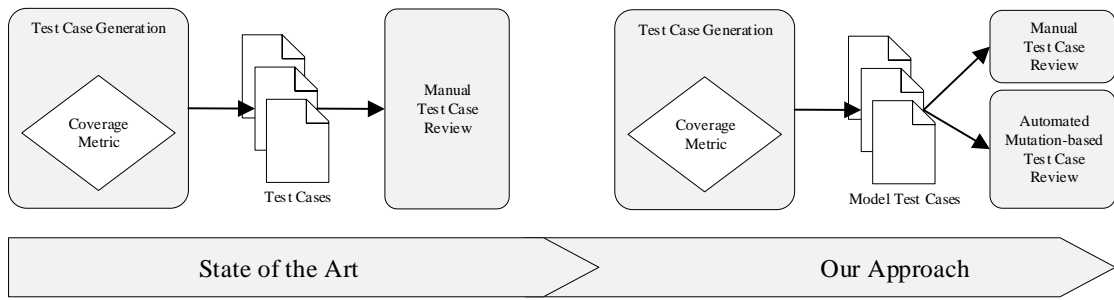 Test Case Generation
Coverage
Metric
Test Cases
Manual
Test Case
Review
Test Case Generation
Coverage
Metric
Model Test Cases
Manual
Test Case
Review
Automated
Mutation-based
Test Case
Review
State of the Art
Our Approach